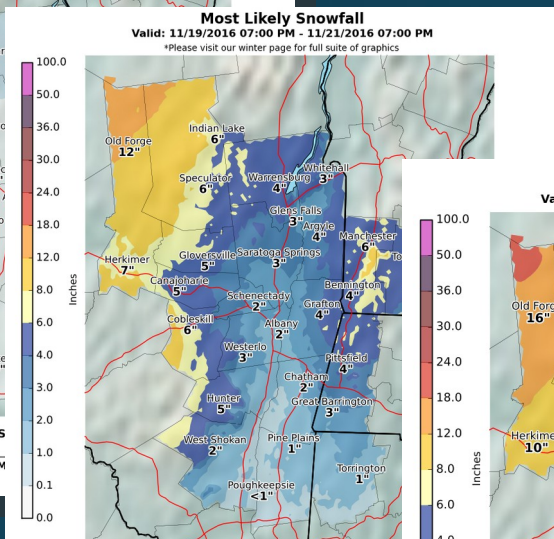 Most Likely Snowfall
Valid: 11/19/2016 07:00 PM - 11/21/2016 07:00 PM
*Please visit our winter page for full suite of graphics
100.0
50.0
36.0
30.0
24.0
18.0
12.0
8.0
6.0
4.0
3.0
2.0
1.0
0.1
0.0
Inches
Indian Lake
6"
Old Forge
12"
Whitehall
3"
Speculator
6"
Warrensburg
4"
Glens Falls
3"
Argyle
4"
Manchester
6"
To
Herkimer
7"
Gloversville
5"
Saratoga Springs
3"
Canajoharie
5"
Bennington
4"
Schenectady
2"
Grafton
4"
Cobleskill
6"
Albany
2"
Westerlo
3"
Pittsfield
4"
Chatham
2"
Hunter
5"
Great Barrington
3"
West Shokan
2"
Pine Plains
1"
Torrington
1"
Poughkeepsie
<1"
Va
100.0
50.0
36.0
30.0
24.0
18.0
12.0
8.0
6.0
4.0
Inches
Old Forg
16"
Herkime
10"
S
M